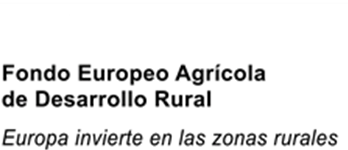 Fondo Europeo Agrícola
de Desarrollo Rural
Europa invierte en las zonas rurales